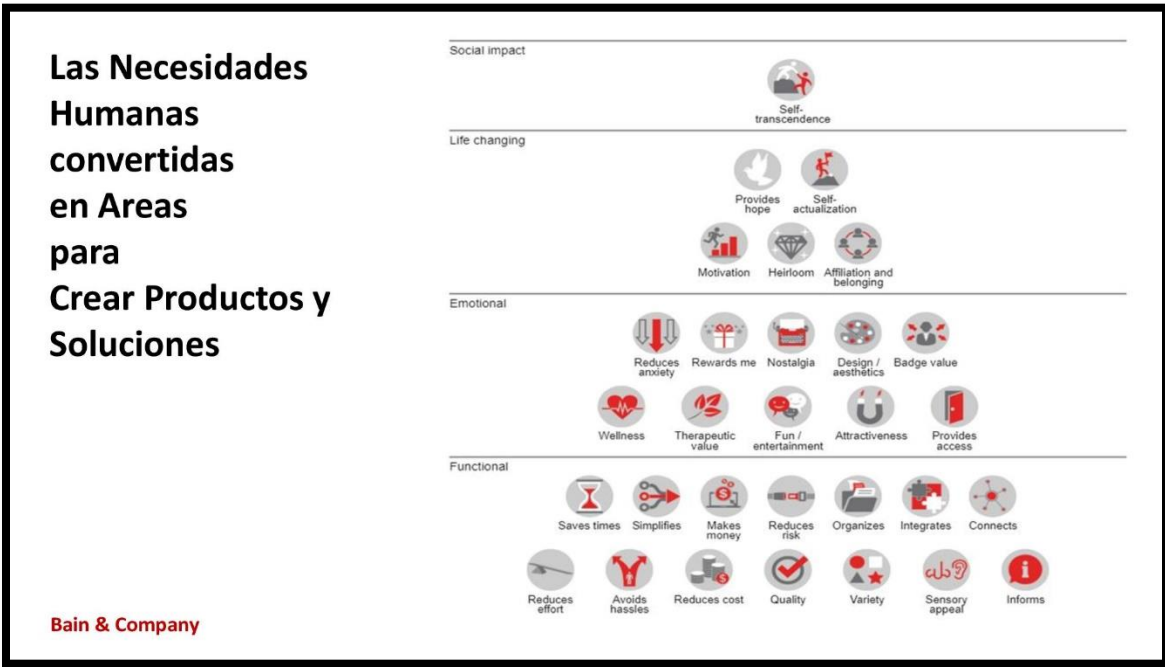 Las Necesidades
Humanas
convertidas
en Areas
para
Crear Productos y
Soluciones
Bain & Company
Social impact
Self-
transcendence
Life changing
Provides
hope
Self-
actualization
Motivation
Heirloom
Affiliation and
belonging
Emotional
Reduces
anxiety
Rewards me
Nostalgia
Design /
aesthetics
Badge value
Wellness
Therapeutic
value
Fun /
entertainment
Attractiveness
Provides
access
Functional
Saves times
Simplifies
Makes
money
Reduces
risk
Organizes
Integrates
Connects
Reduces
effort
Avoids
hassles
Reduces cost
Quality
Variety
Sensory
appeal
Informs